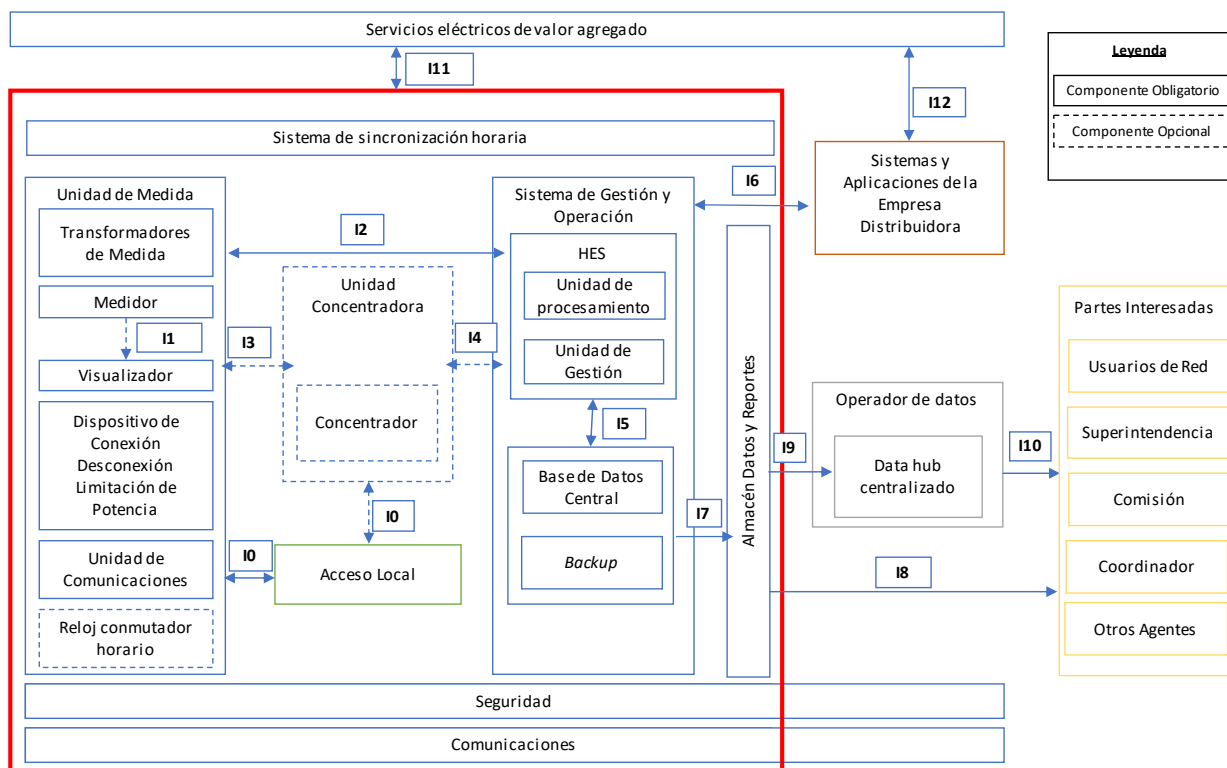 Servicios eléctricos de valor agregado
I11
I12
Leyenda
Componente Obligatorio
Componente Opcional
Sistema de sincronización horaria
Sistemas y
Aplicaciones de la
Empresa
Distribuidora
Unidad de Medida
Transformadores
de Medida
Medidor
I1
Visualizador
Dispositivo de
Conexión
Desconexión
Limitación de
Potencia
Unidad de
Comunicaciones
Reloj conmutador
horario
I2
I3
Unidad
Concentradora
Concentrador
I4
I0
I0
Acceso Local
Sistema de Gestión y
Operación
HES
Unidad de
procesamiento
Unidad de
Gestión
I5
Base de Datos
Central
Backup
I6
I7
Almacén Datos y Reportes
I9
Operador de datos
Data hub
centralizado
I10
I8
Partes Interesadas
Usuarios de Red
Superintendencia
Comisión
Coordinador
Otros Agentes
Seguridad
Comunicaciones